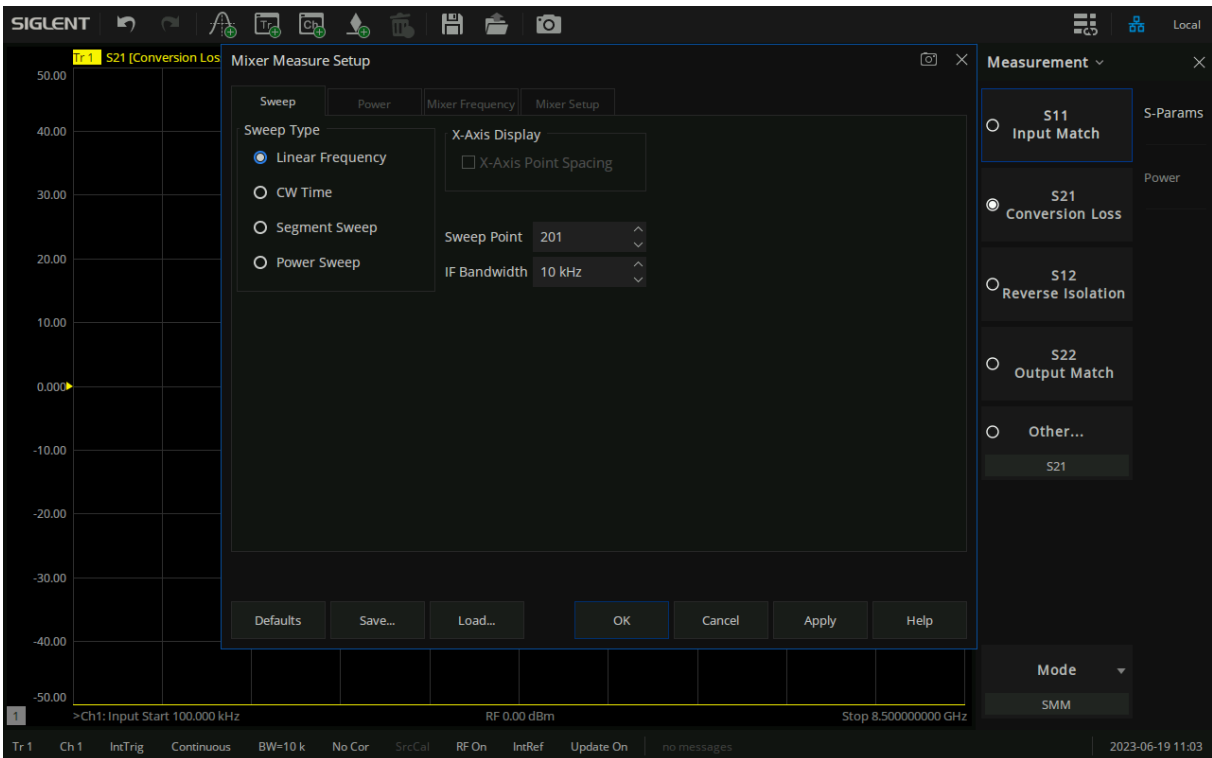 SIGLENT
Tr Ch
Local
Tr 1 S21 [Conversion Los
50.00
40.00
30.00
20.00
10.00
0.000
-10.00
-20.00
-30.00
-40.00
-50.00
Mixer Measure Setup
Sweep Power Mixer Frequency Mixer Setup
Sweep Type
Linear Frequency
CW Time
Segment Sweep
Power Sweep
X-Axis Display
X-Axis Point Spacing
Sweep Point 201
IF Bandwidth 10 kHz
Defaults Save... Load... OK Cancel Apply Help
Measurement
S11
Input Match
S21
Conversion Loss
S12
Reverse Isolation
S22
Output Match
Other...
S21
Mode
SMM
S-Params
Power
1 >Ch1: Input Start 100.000 kHz RF 0.00 dBm Stop 8.500000000 GHz
Tr 1 Ch 1 IntTrig Continuous BW=10 k No Cor SrcCal RF On IntRef Update On no messages 2023-06-19 11:03